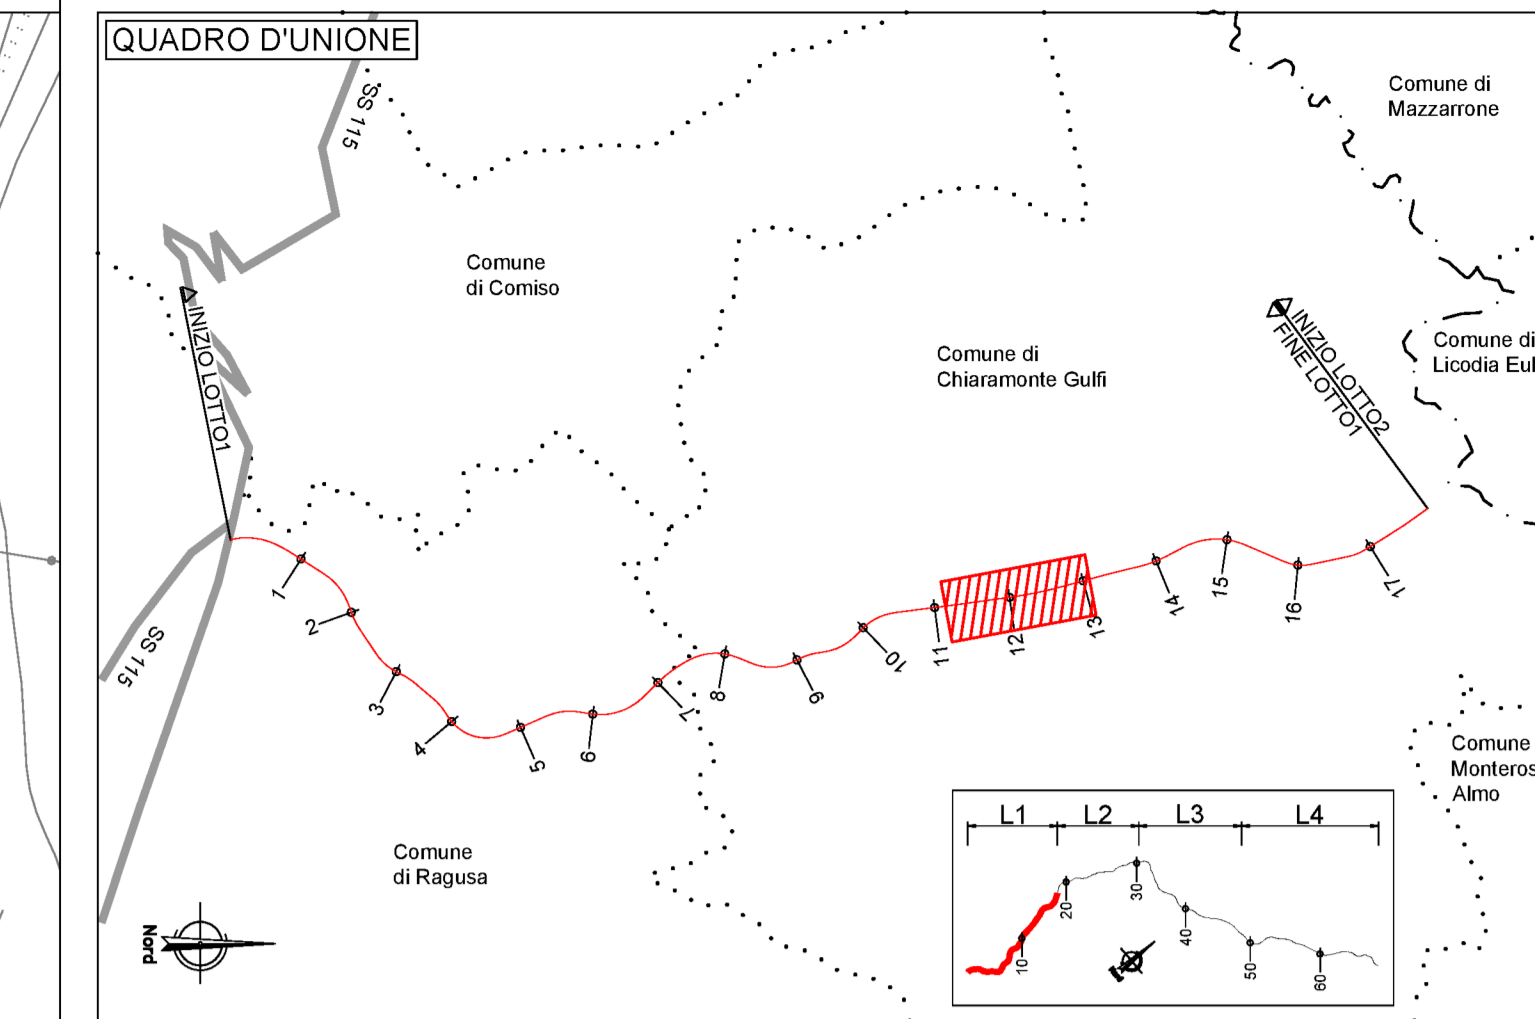 QUADRO D'UNIONE
SS 115
Comune di
Mazzarrone
Comune
di Comiso
INIZIO LOTTO1
Comune di
Chiaramonte Gulfi
INIZIO LOTTO2
FINE LOTTO1
Comune di
Licodia
1
2
3
4
5
6
7
8
9
10
11
12
13
14
15
16
17
SS 115
Comune
Almo
Comune
di Ragusa
Nord
L1
L2
L3
L4
10
20
30
40
50
60